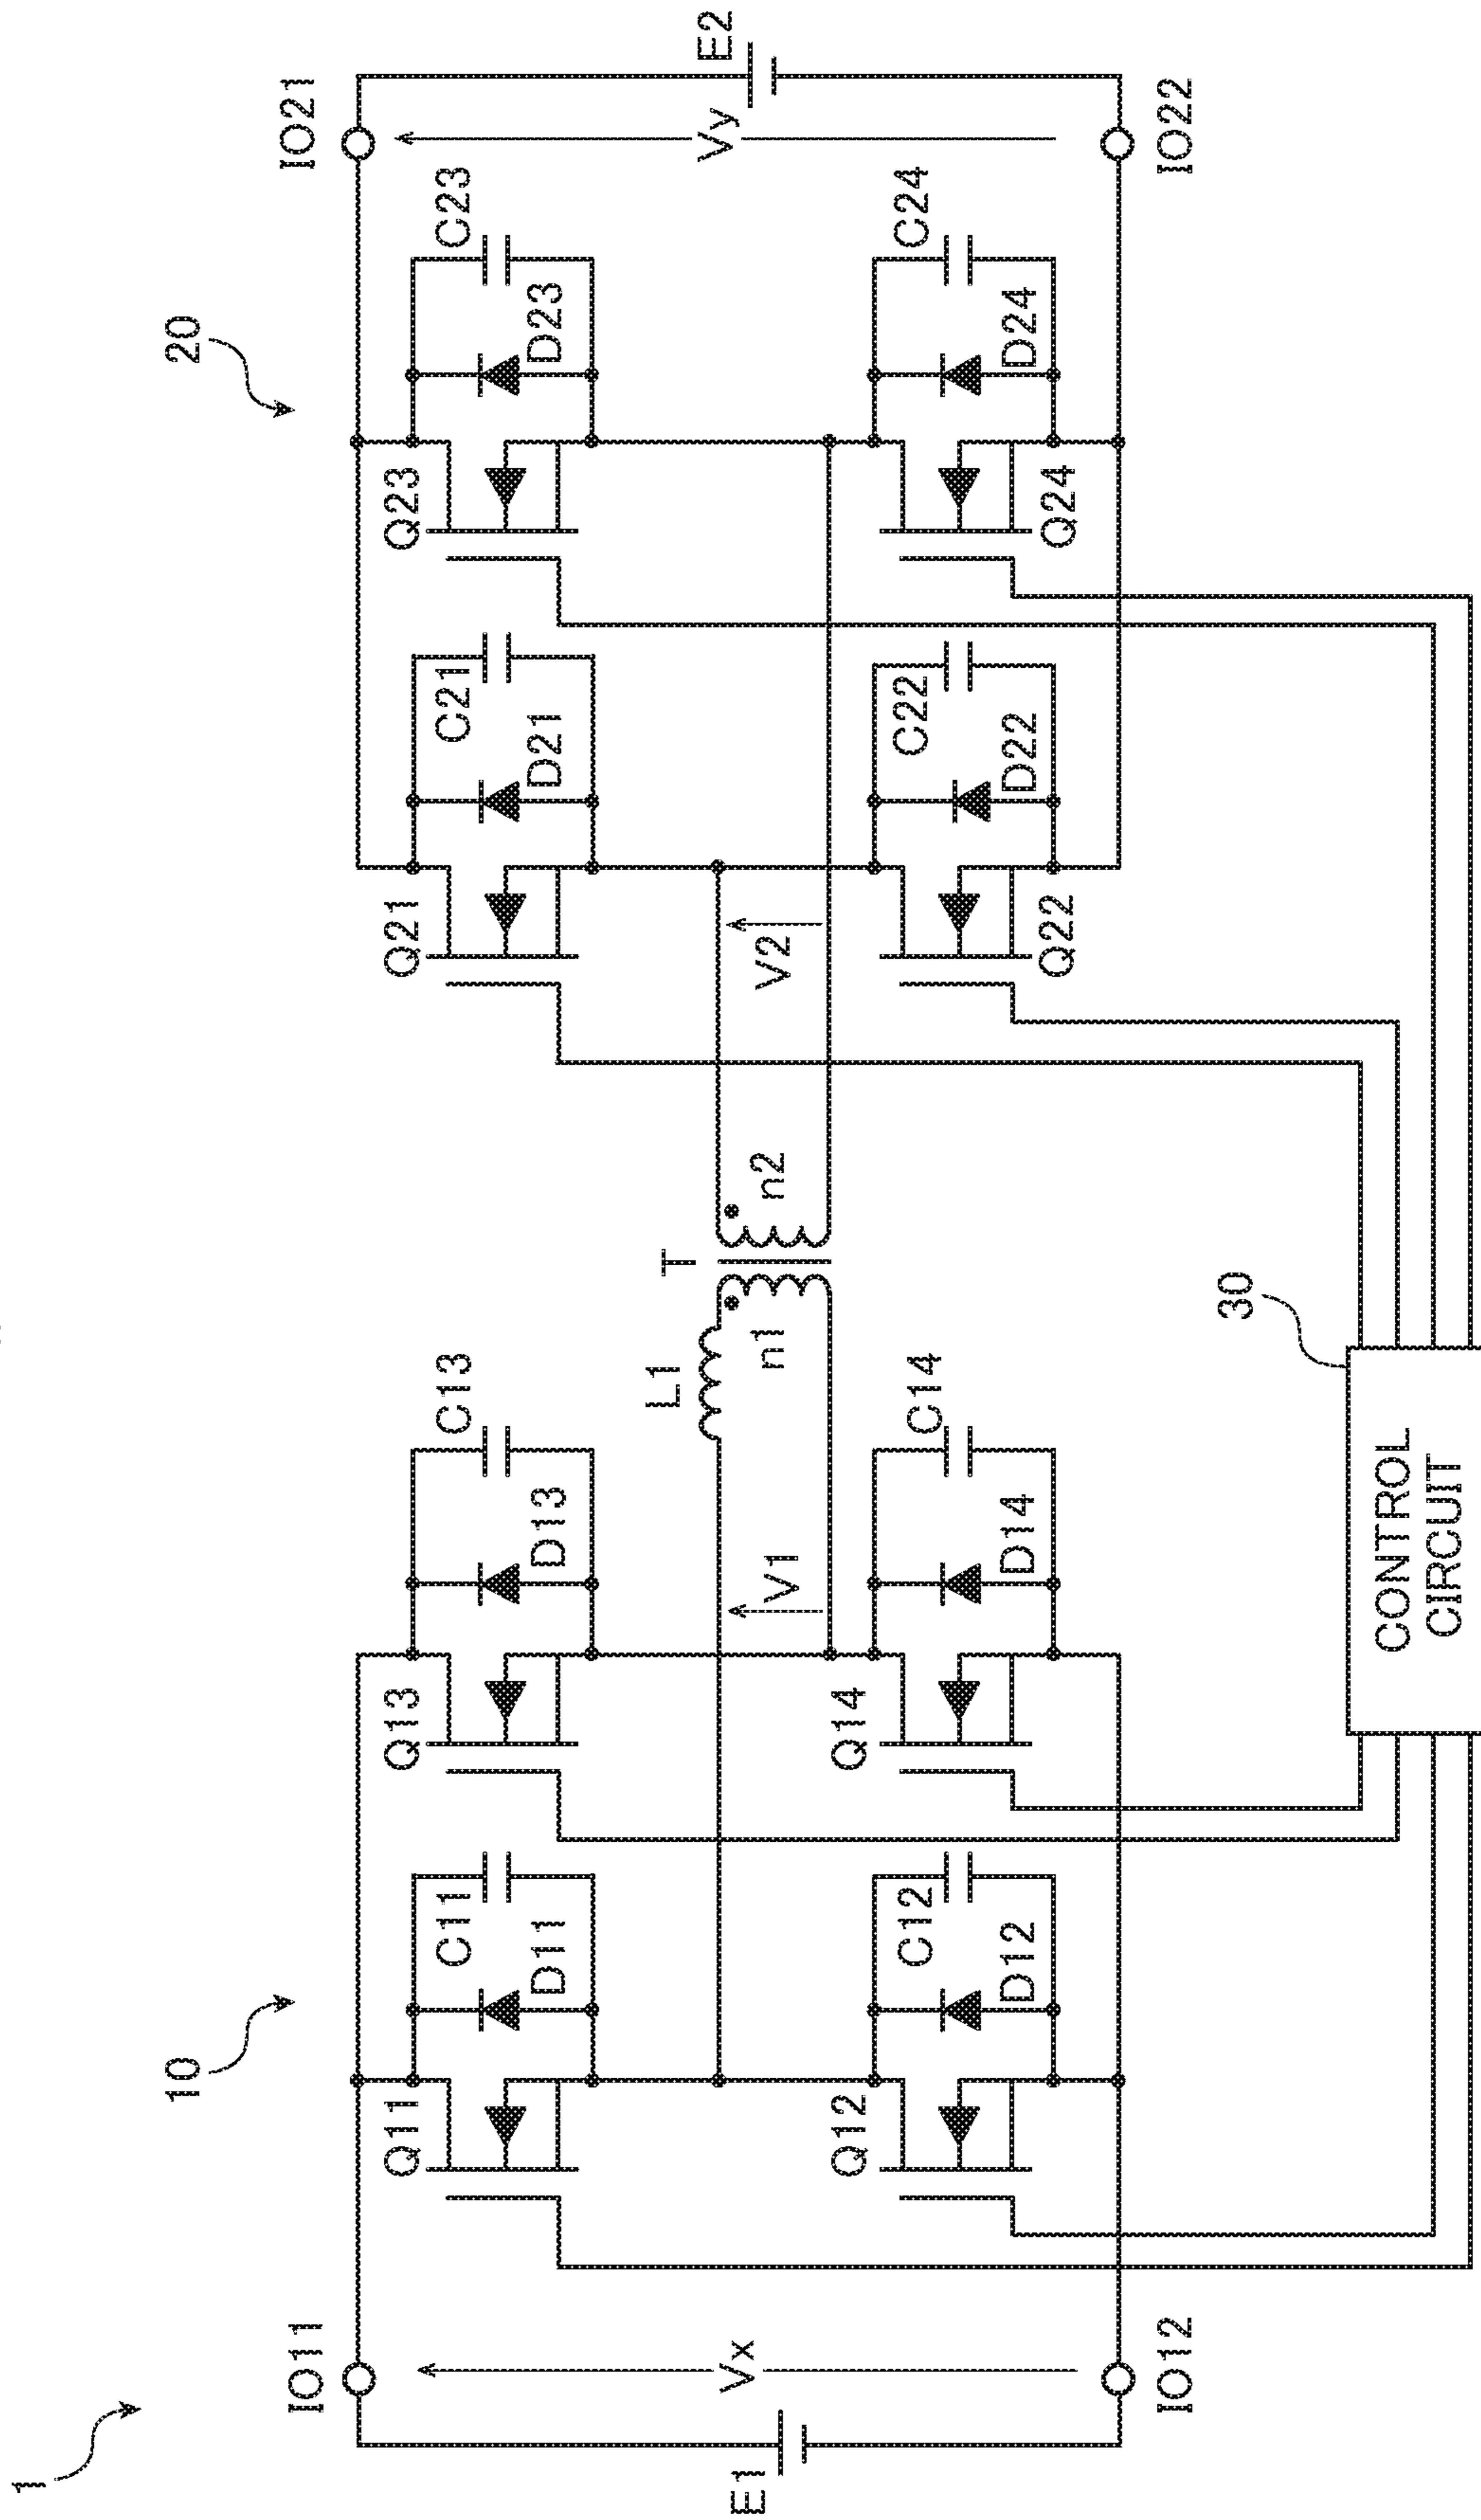 1
10
20
IO11
Q11
C11
D11
Q13
C13
D13
L1
T
n1
n2
Q21
C21
D21
Q23
C23
D23
IO21
E1
Vx
V1
V2
Vy
E2
IO12
Q12
C12
D12
Q14
C14
D14
Q22
C22
D22
Q24
C24
D24
IO22
30
CONTROL
CIRCUIT